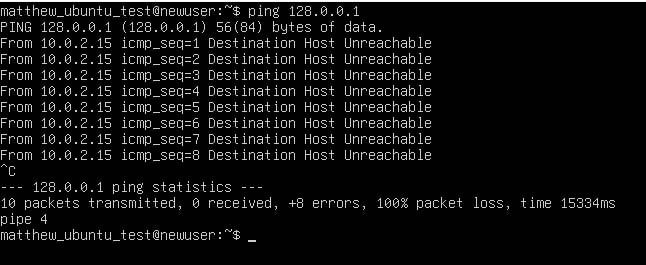 matthew_ubuntu_test@newuser:~$ ping 128.0.0.1
PING 128.0.0.1 (128.0.0.1) 56(84) bytes of data.
From 10.0.2.15 icmp_seq=1 Destination Host Unreachable
From 10.0.2.15 icmp_seq=2 Destination Host Unreachable
From 10.0.2.15 icmp_seq=3 Destination Host Unreachable
From 10.0.2.15 icmp_seq=4 Destination Host Unreachable
From 10.0.2.15 icmp_seq=5 Destination Host Unreachable
From 10.0.2.15 icmp_seq=6 Destination Host Unreachable
From 10.0.2.15 icmp_seq=7 Destination Host Unreachable
From 10.0.2.15 icmp_seq=8 Destination Host Unreachable
^C
--- 128.0.0.1 ping statistics ---
10 packets transmitted, 0 received, +8 errors, 100% packet loss, time 15334ms
pipe 4
matthew_ubuntu_test@newuser:~$ _